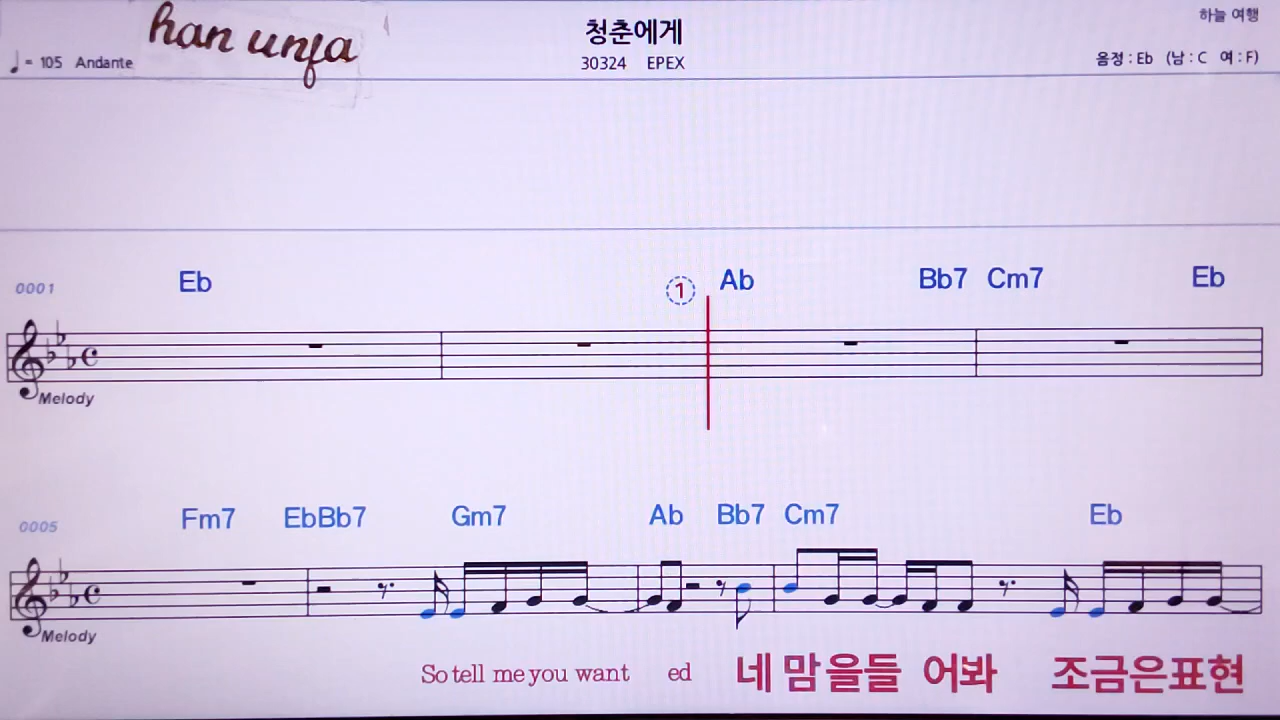 han unja
청춘에게
하늘 여행
♩= 105 Andante
30324 EPEX
음정 : Eb (남 : C 여 : F)
0001 Eb ① Ab Bb7 Cm7 Eb
Melody
0005 Fm7 EbBb7 Gm7 Ab Bb7 Cm7 Eb
Melody
So tell me you want ed 네 맘을들 어봐 조금은표현